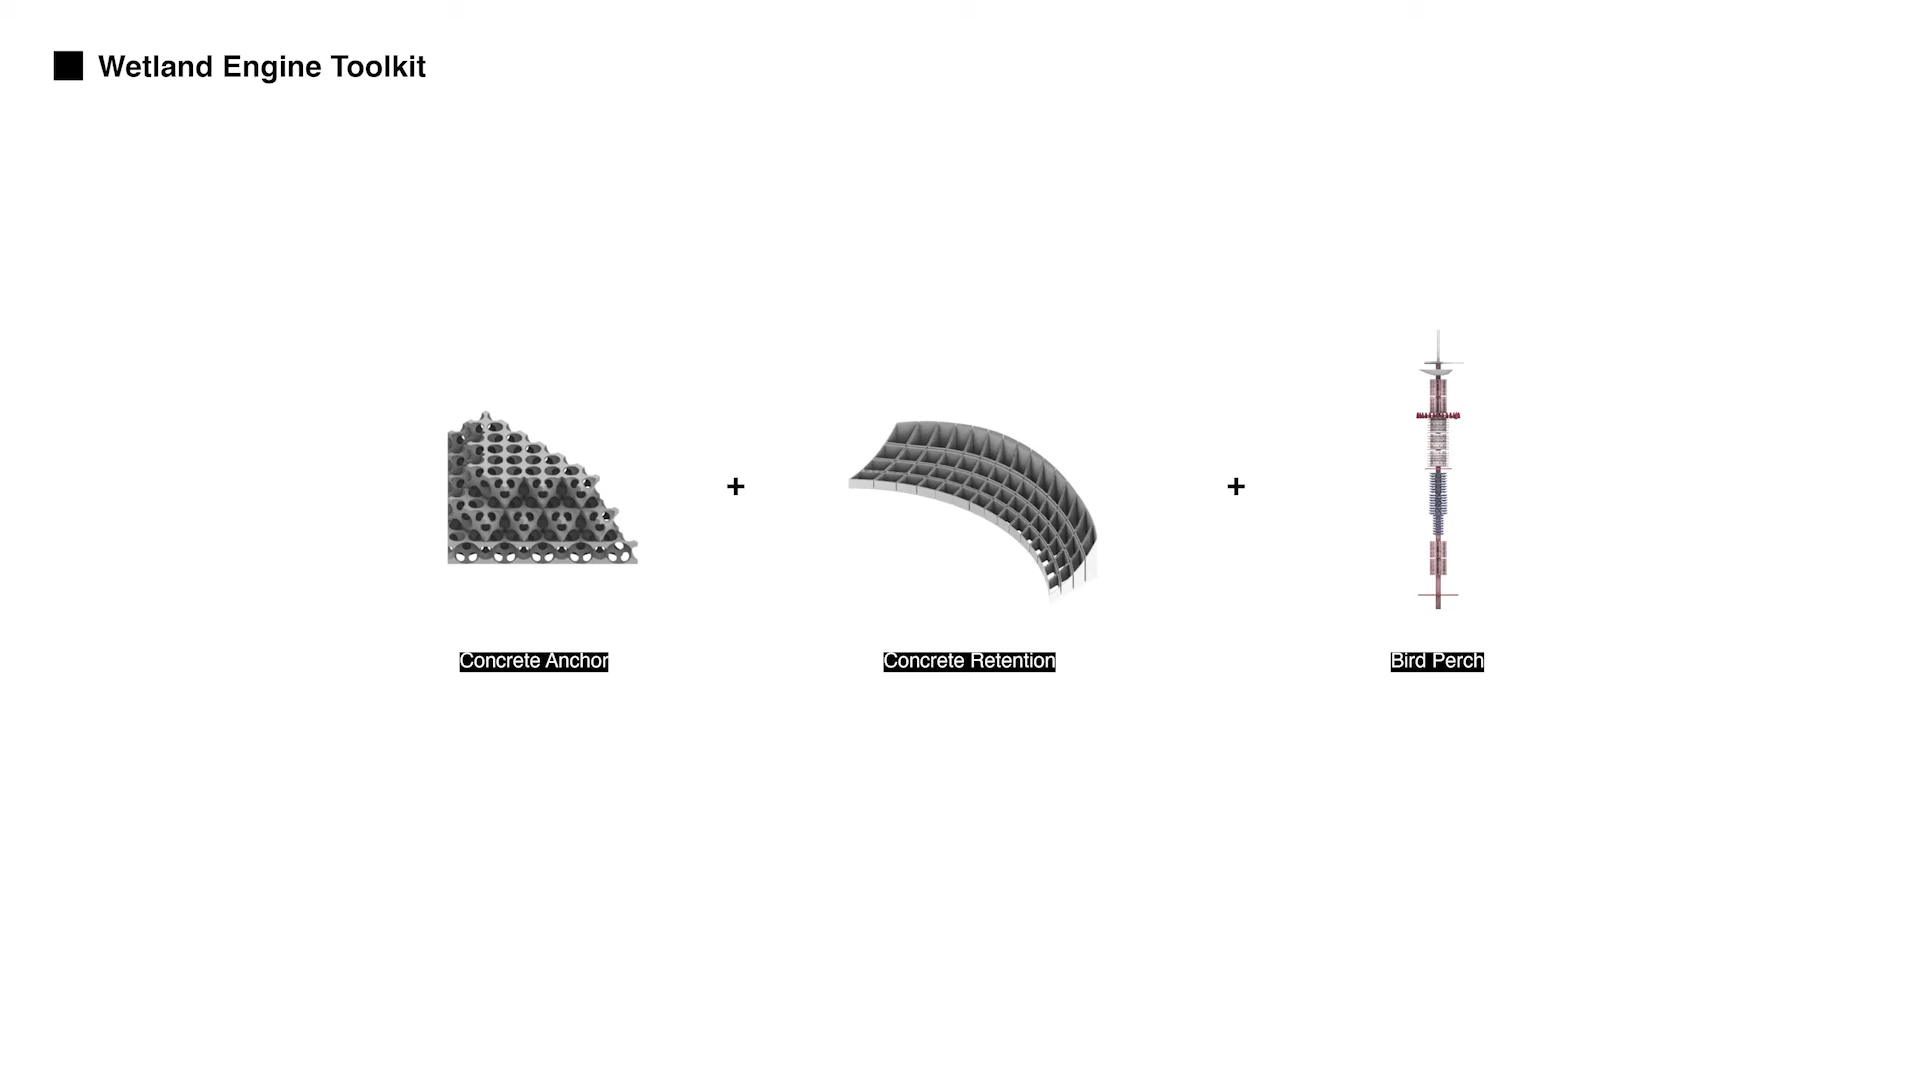 Wetland Engine Toolkit
+
+
Concrete Anchor
Concrete Retention
Bird Perch